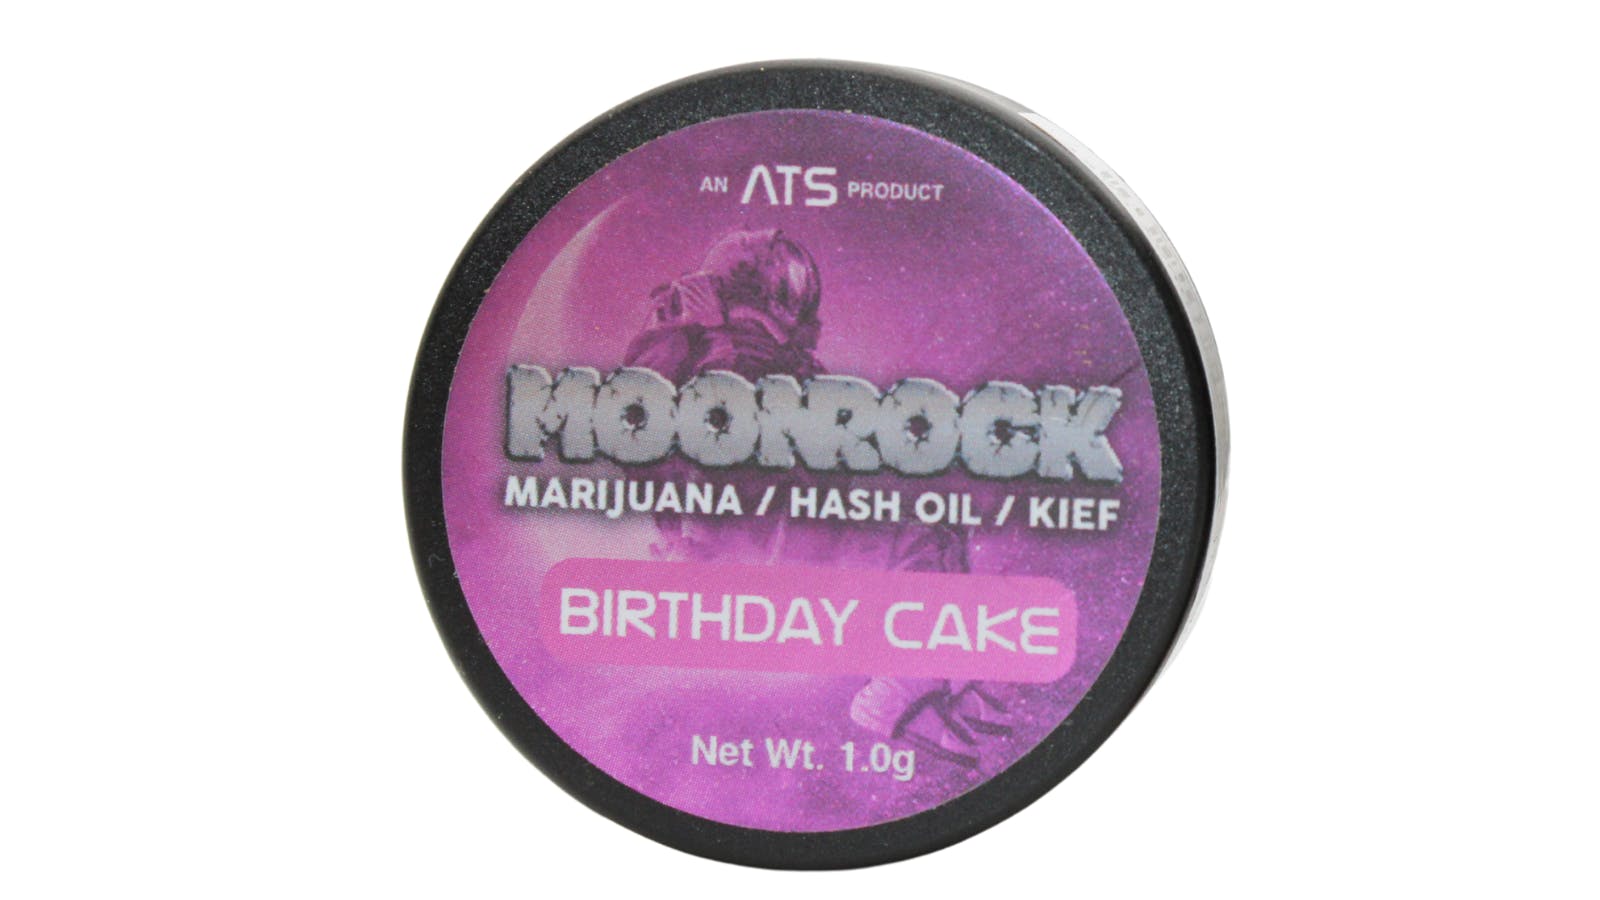 AN ATS PRODUCT
MOONROCK
MARIJUANA / HASH OIL / KIEF
BIRTHDAY CAKE
Net Wt. 1.0g